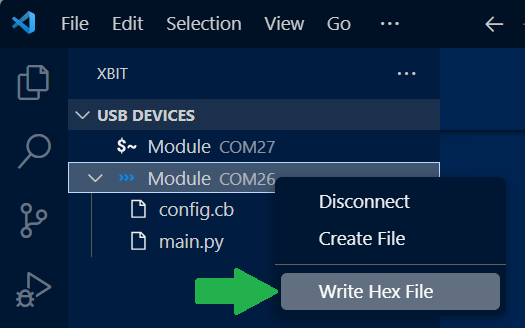 File Edit Selection View Go ...
XBIT ...
USB DEVICES
$~ Module COM27
Module COM26
config.cb
main.py
Disconnect
Create File
Write Hex File